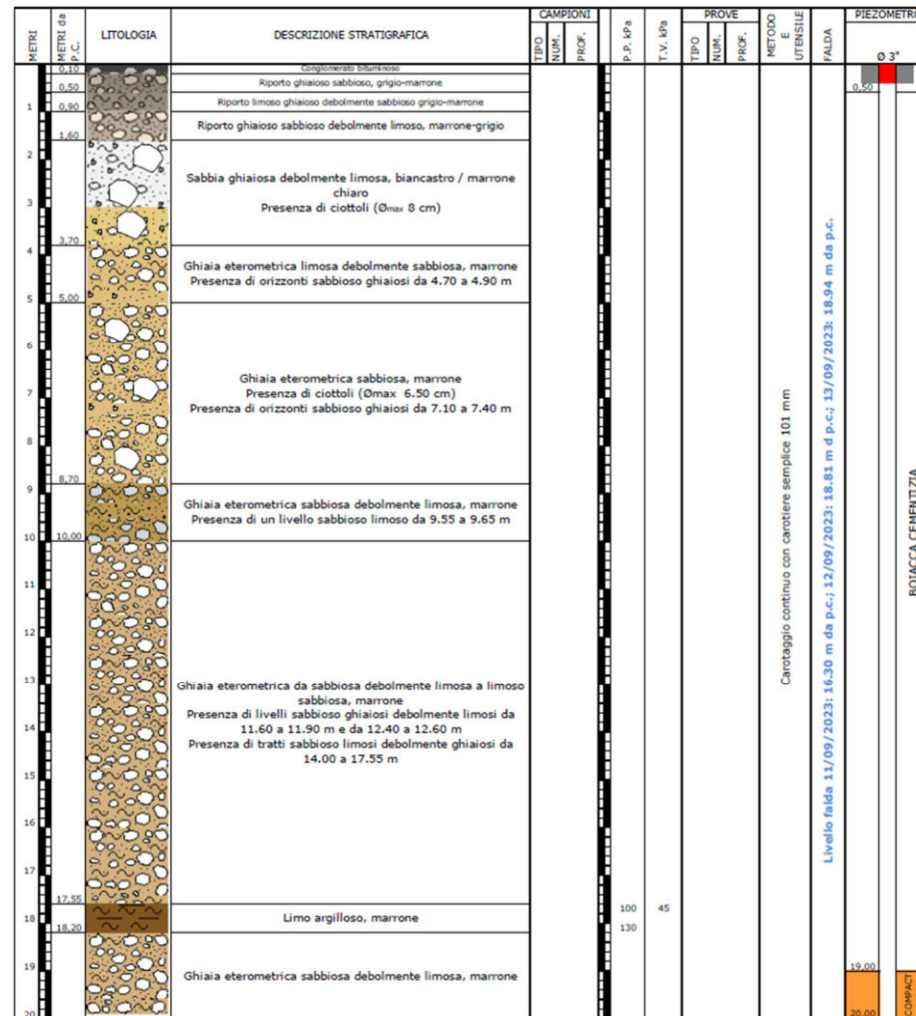 METRI
METRI da P.C.
LITOLOGIA
DESCRIZIONE STRATIGRAFICA
CAMPIONI
TIPO
NUM.
PROF.
P.P. kPa
T.V. kPa
PROVE
TIPO
NUM.
PROF.
METODO E UTENSILE
FALDA
PIEZOMETRO
Ø 3"
0,10
Conglomerato bituminoso
0,50
Riporto ghiaioso sabbioso, grigio-marrone
0,50
1
0,90
Riporto limoso ghiaioso debolmente sabbioso grigio-marrone
1,60
Riporto ghiaioso sabbioso debolmente limoso, marrone-grigio
2
Sabbia ghiaiosa debolmente limosa, biancastro / marrone
chiaro
Presenza di ciottoli (Ømax 8 cm)
3
3,70
4
Ghiaia eterometrica limosa debolmente sabbiosa, marrone
Presenza di orizzonti sabbioso ghiaiosi da 4.70 a 4.90 m
5
5,00
6
Ghiaia eterometrica sabbiosa, marrone
Presenza di ciottoli (Ømax 6.50 cm)
Presenza di orizzonti sabbioso ghiaiosi da 7.10 a 7.40 m
7
8
8,70
9
Ghiaia eterometrica sabbiosa debolmente limosa, marrone
Presenza di un livello sabbioso limoso da 9.55 a 9.65 m
10
10,00
11
12
13
Ghiaia eterometrica da sabbiosa debolmente limosa a limoso
sabbiosa, marrone
Presenza di livelli sabbioso ghiaiosi debolmente limosi da
11.60 a 11.90 m e da 12.40 a 12.60 m
Presenza di tratti sabbioso limosi debolmente ghiaiosi da
14.00 a 17.55 m
14
15
16
17
17,55
18
Limo argilloso, marrone
100
45
18,20
130
19
Ghiaia eterometrica sabbiosa debolmente limosa, marrone
19,00
20
20,00
Carotaggio continuo con carotiere semplice 101 mm
Livello falda 11/09/2023: 16.30 m da p.c.; 12/09/2023: 18.81 m d p.c.; 13/09/2023: 18.94 m da p.c.
BOIACCA CEMENTIZIA
COMPACT